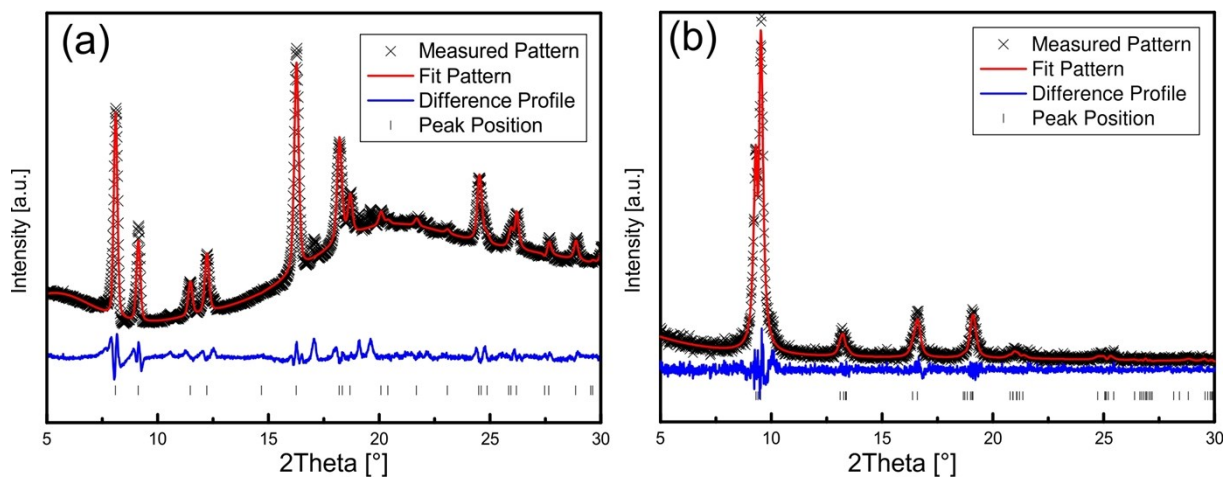 (a)
× Measured Pattern
Fit Pattern
Difference Profile
| Peak Position
Intensity [a.u.]
5 10 15 20 25 30
2Theta [°]
(b)
× Measured Pattern
Fit Pattern
Difference Profile
| Peak Position
Intensity [a.u.]
5 10 15 20 25 30
2Theta [°]